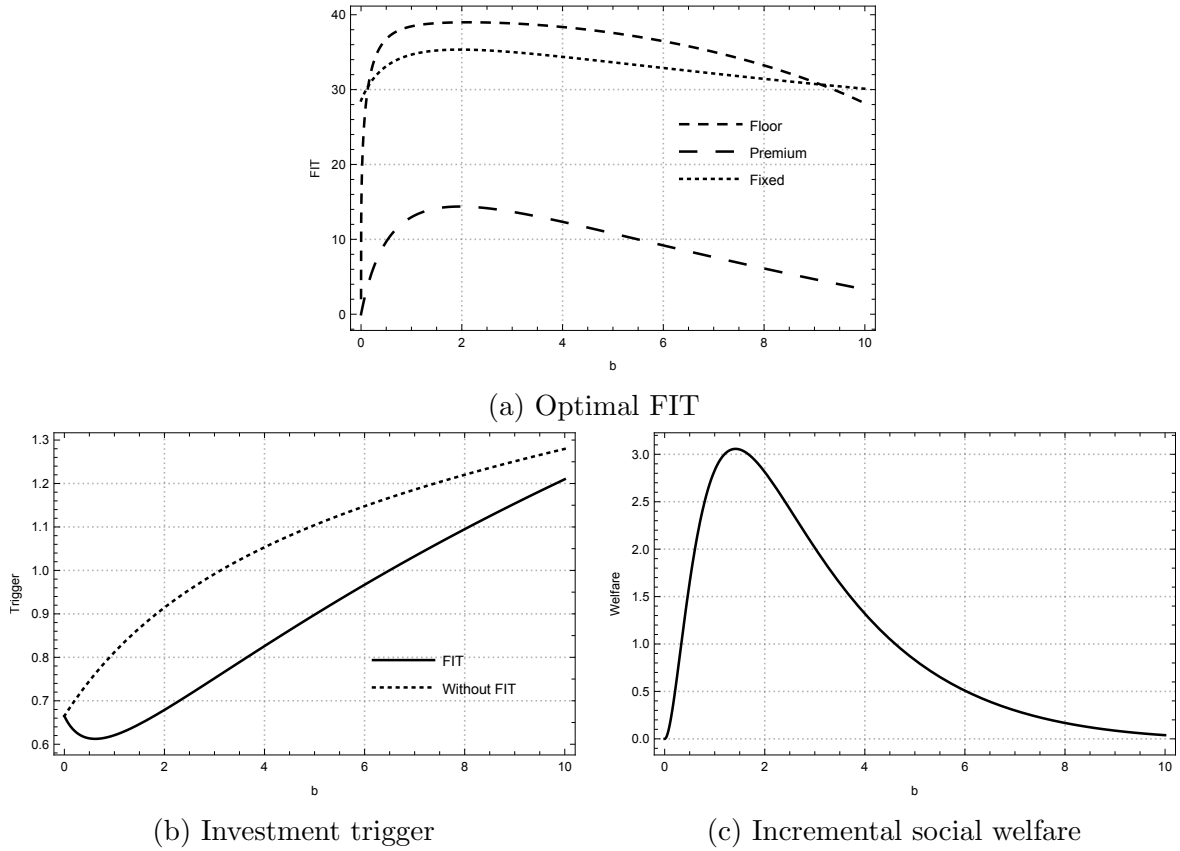 40
30
20
10
0
FIT
Floor
Premium
Fixed
0 2 4 6 8 10
b
(a) Optimal FIT
1.3
1.2
1.1
1.0
0.9
0.8
0.7
0.6
Trigger
FIT
Without FIT
0 2 4 6 8 10
b
(b) Investment trigger
3.0
2.5
2.0
1.5
1.0
0.5
0.0
Welfare
0 2 4 6 8 10
b
(c) Incremental social welfare